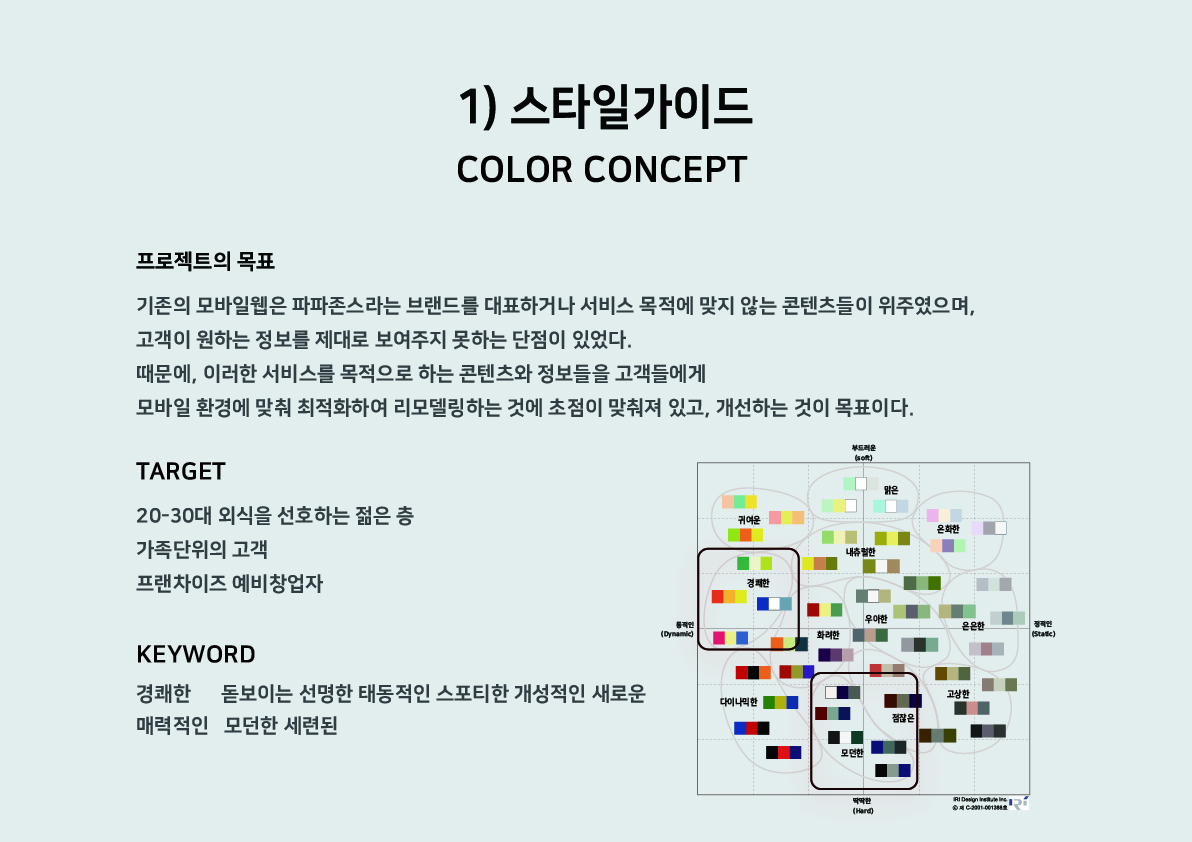 1) 스타일가이드
COLOR CONCEPT
프로젝트의 목표
기존의 모바일웹은 파파존스라는 브랜드를 대표하거나 서비스 목적에 맞지 않는 콘텐츠들이 위주였으며,
고객이 원하는 정보를 제대로 보여주지 못하는 단점이 있었다.
때문에, 이러한 서비스를 목적으로 하는 콘텐츠와 정보들을 고객들에게
모바일 환경에 맞춰 최적화하여 리모델링하는 것에 초점이 맞춰져 있고, 개선하는 것이 목표이다.
TARGET
20-30대 외식을 선호하는 젊은 층
가족단위의 고객
프랜차이즈 예비창업자
KEYWORD
경쾌한 돋보이는 선명한 태동적인 스포티한 개성적인 새로운
매력적인 모던한 세련된
부드러운
(soft)
맑은
귀여운
온화한
내츄럴한
경쾌한
우아한
동적인
(Dynamic)
화려한
은은한
정적인
(Static)
다이나믹한
고상한
점잖은
모던한
딱딱한
(Hard)
IRI Design Institute Inc.
ⓒ 제 C-2001-001386호
IRI